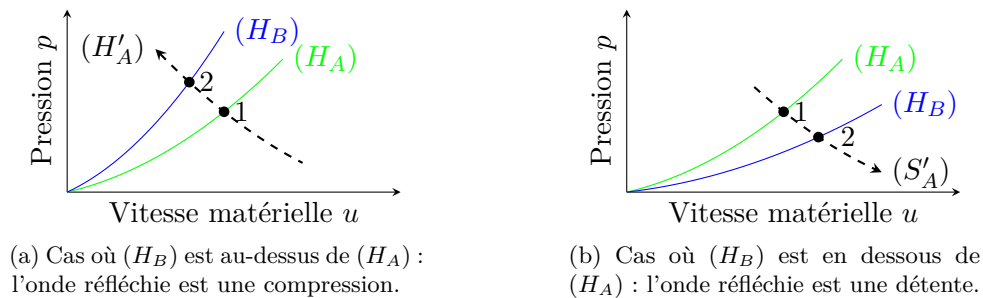 (H_B)
(H_A)
(H'_A)
2
1
Pression p
Vitesse matérielle u
(a) Cas où (H_B) est au-dessus de (H_A) :
l'onde réfléchie est une compression.
(H_A)
(H_B)
1
2
(S'_A)
Pression p
Vitesse matérielle u
(b) Cas où (H_B) est en dessous de
(H_A) : l'onde réfléchie est une détente.